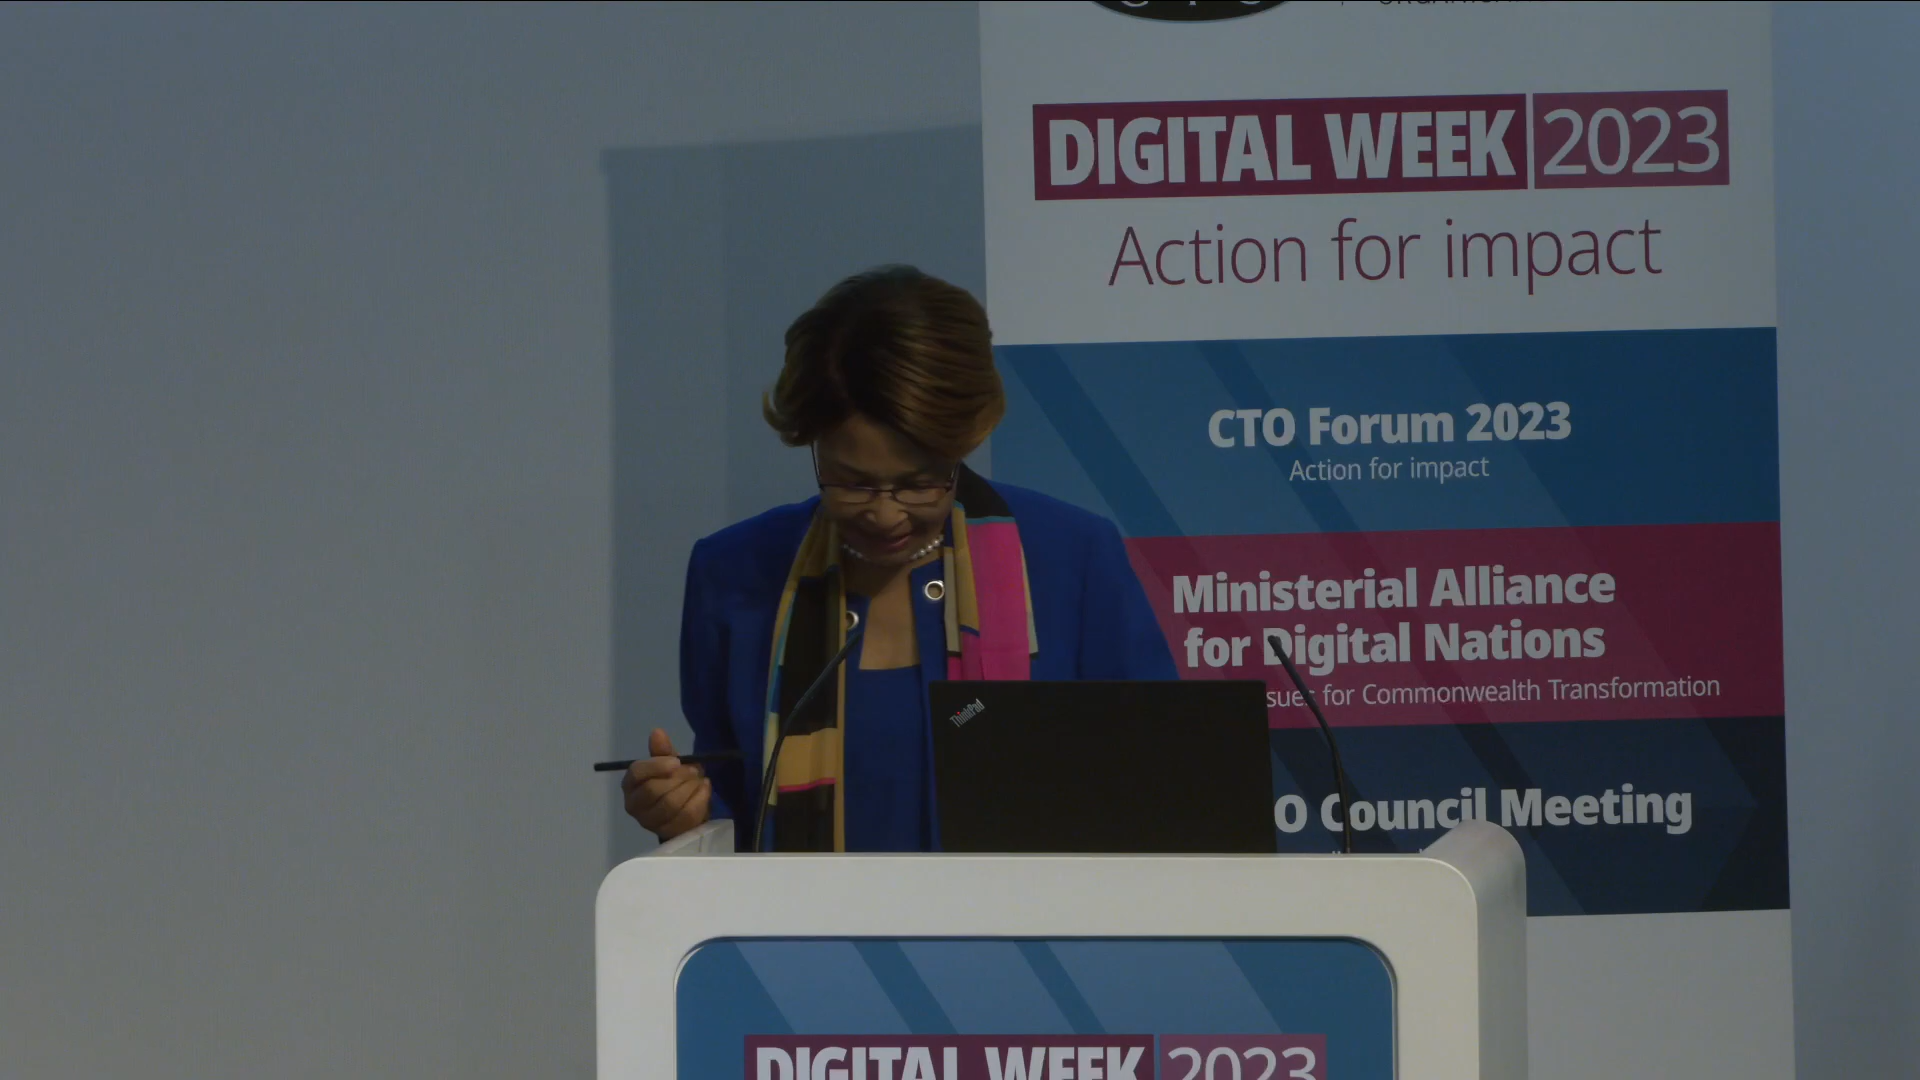 DIGITAL WEEK 2023
Action for impact
CTO Forum 2023
Action for impact
Ministerial Alliance
for Digital Nations
for Commonwealth Transformation
Council Meeting
ThinkPad
DIGITAL WEEK 2023